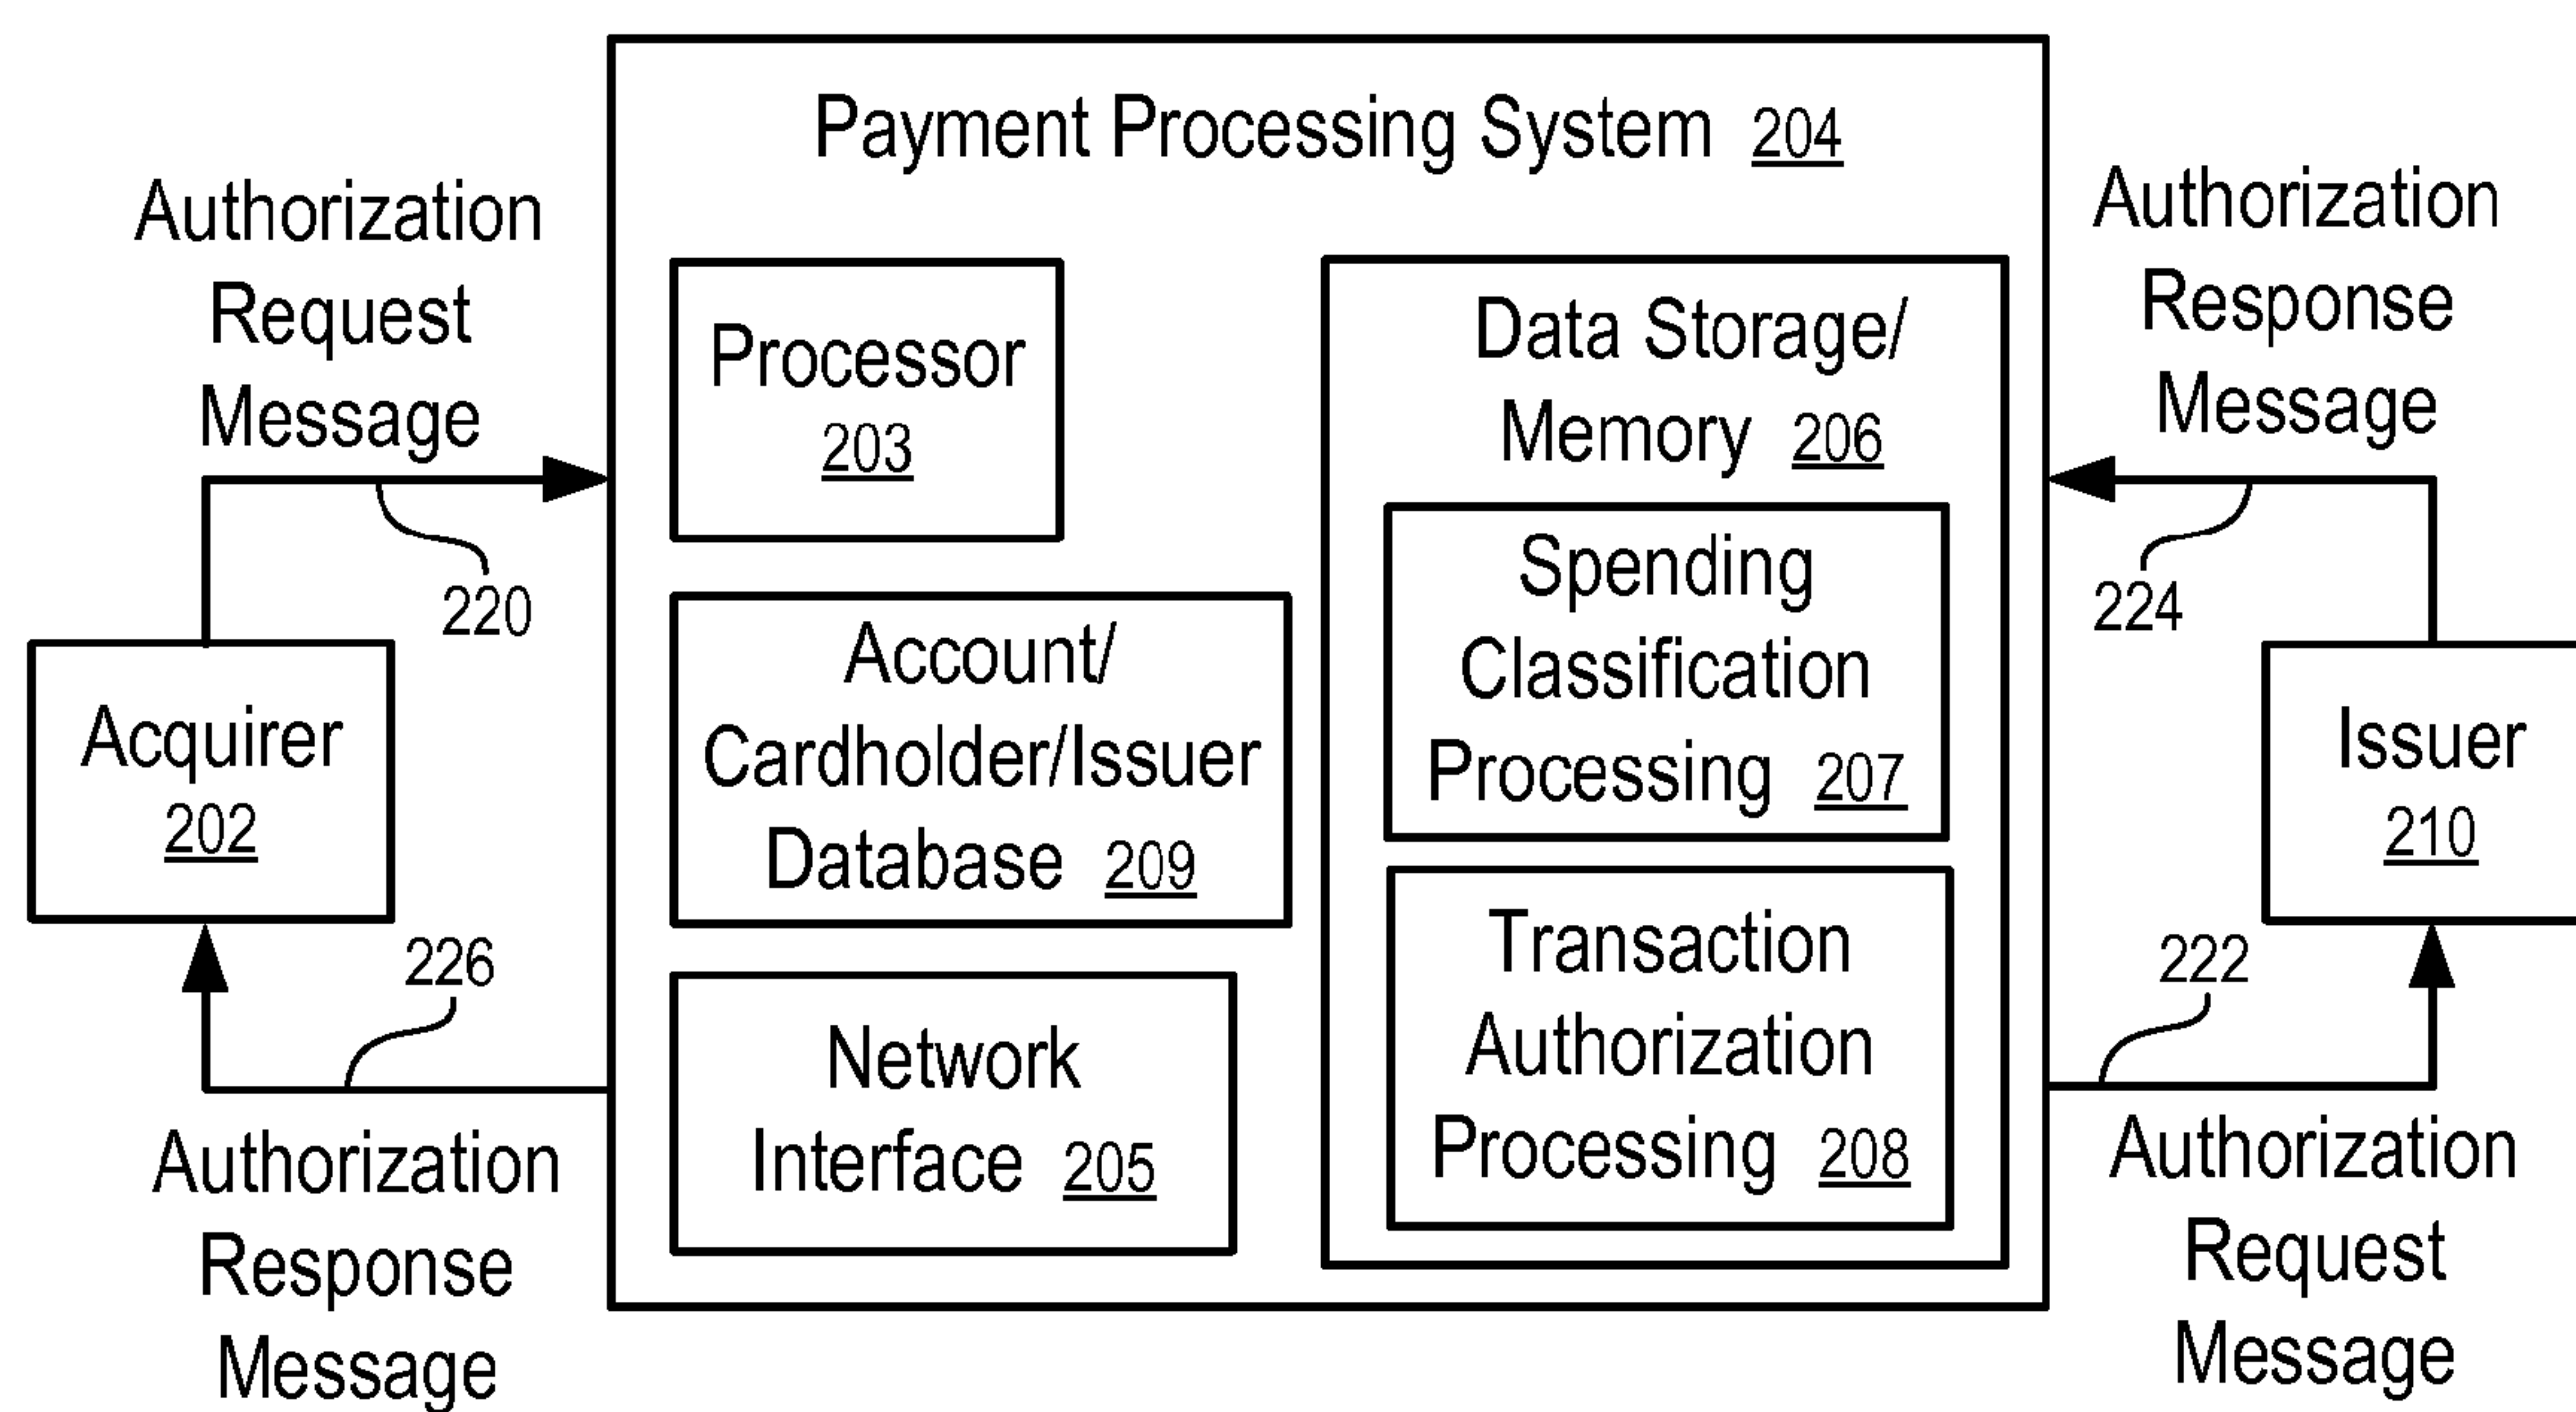 Payment Processing System 204
Authorization
Request
Message
220
Acquirer
202
226
Authorization
Response
Message
Processor
203
Account/
Cardholder/Issuer
Database 209
Network
Interface 205
Data Storage/
Memory 206
Spending
Classification
Processing 207
Transaction
Authorization
Processing 208
Authorization
Response
Message
224
Issuer
210
222
Authorization
Request
Message